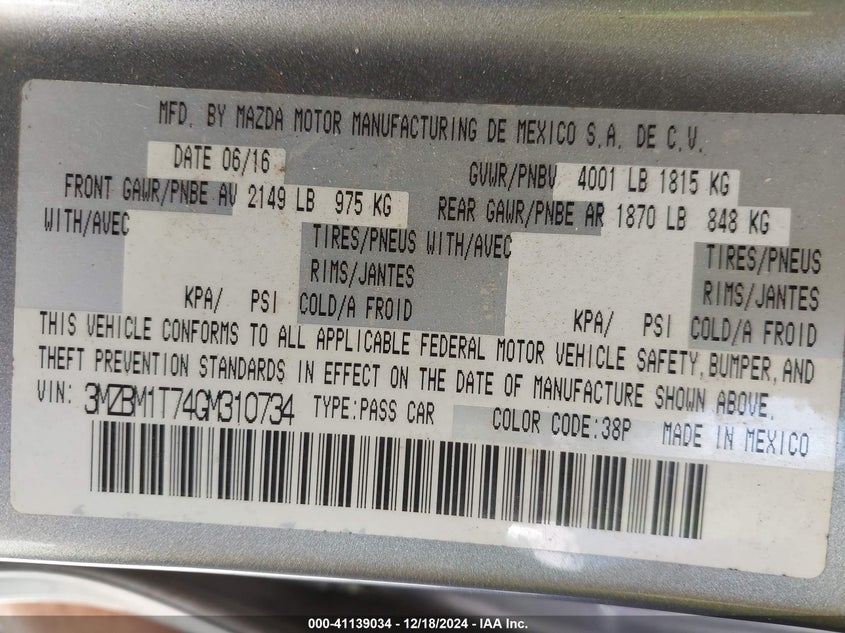 MFD. BY MAZDA MOTOR MANUFACTURING DE MEXICO S.A. DE C.V.
DATE 06/16 GVWR/PNBV 4001 LB 1815 KG
FRONT GAWR/PNBE AV 2149 LB 975 KG REAR GAWR/PNBE AR 1870 LB 848 KG
WITH/AVEC TIRES/PNEUS WITH/AVEC TIRES/PNEUS
RIMS/JANTES RIMS/JANTES
KPA/ PSI COLD/A FROID KPA/ PSI COLD/A FROID
THIS VEHICLE CONFORMS TO ALL APPLICABLE FEDERAL MOTOR VEHICLE SAFETY, BUMPER, AND
THEFT PREVENTION STANDARDS IN EFFECT ON THE DATE OF MANUFACTURE SHOWN ABOVE.
VIN: 3MZBM1T74GM310734 TYPE:PASS CAR COLOR CODE:38P MADE IN MEXICO
000-41139034 - 12/18/2024 - IAA Inc.